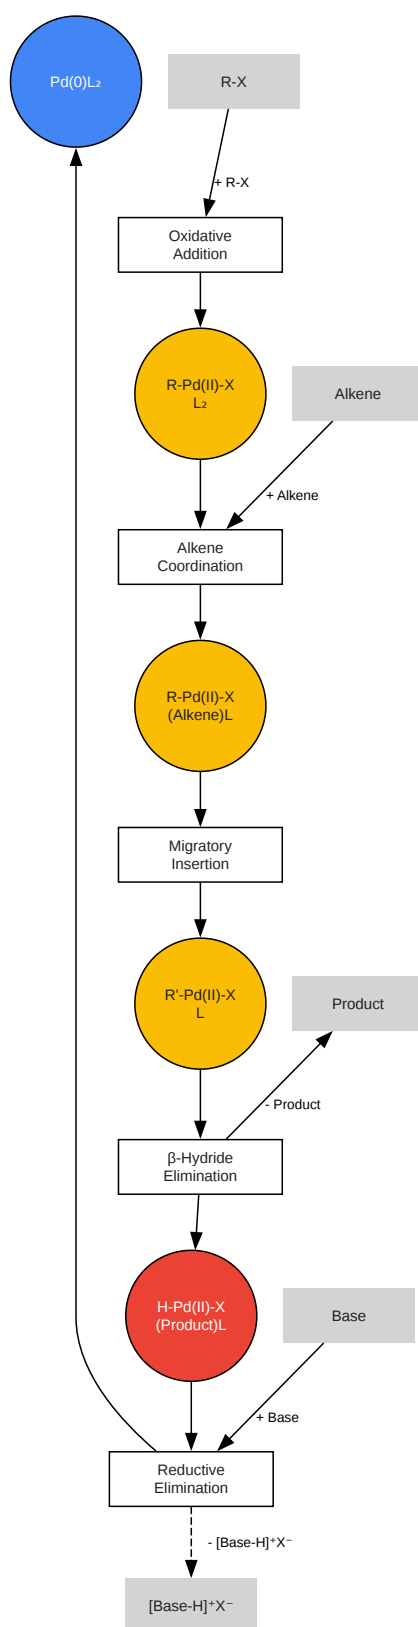 Pd(0)L₂
R-X
+ R-X
Oxidative
Addition
R-Pd(II)-X
L₂
Alkene
+ Alkene
Alkene
Coordination
R-Pd(II)-X
(Alkene)L
Migratory
Insertion
R'-Pd(II)-X
L
Product
- Product
β-Hydride
Elimination
H-Pd(II)-X
(Product)L
Base
+ Base
Reductive
Elimination
- [Base-H]⁺X⁻
[Base-H]⁺X⁻